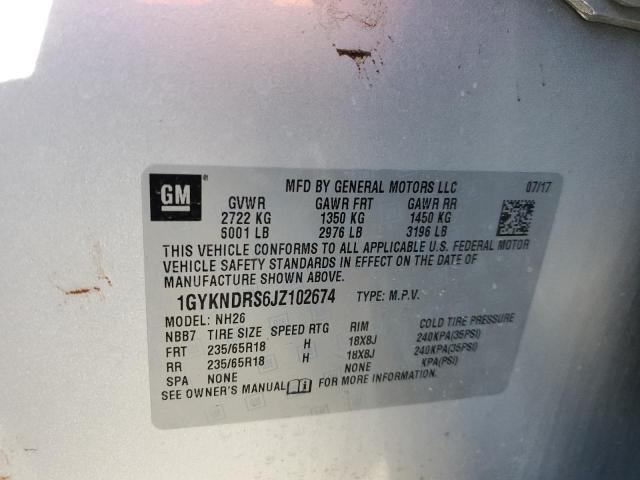 GM
MFD BY GENERAL MOTORS LLC 07/17
GVWR GAWR FRT GAWR RR
2722 KG 1350 KG 1450 KG
6001 LB 2976 LB 3196 LB
THIS VEHICLE CONFORMS TO ALL APPLICABLE U.S. FEDERAL MOTOR
VEHICLE SAFETY STANDARDS IN EFFECT ON THE DATE OF
MANUFACTURE SHOWN ABOVE.
1GYKNDRS6JZ102674 TYPE: M.P.V.
MODEL: NH26
NBB7 TIRE SIZE SPEED RTG RIM COLD TIRE PRESSURE
FRT 235/65R18 H 18X8J 240KPA(35PSI)
RR 235/65R18 H 18X8J 240KPA(35PSI)
SPA NONE NONE KPA(PSI)
SEE OWNER'S MANUAL FOR MORE INFORMATION